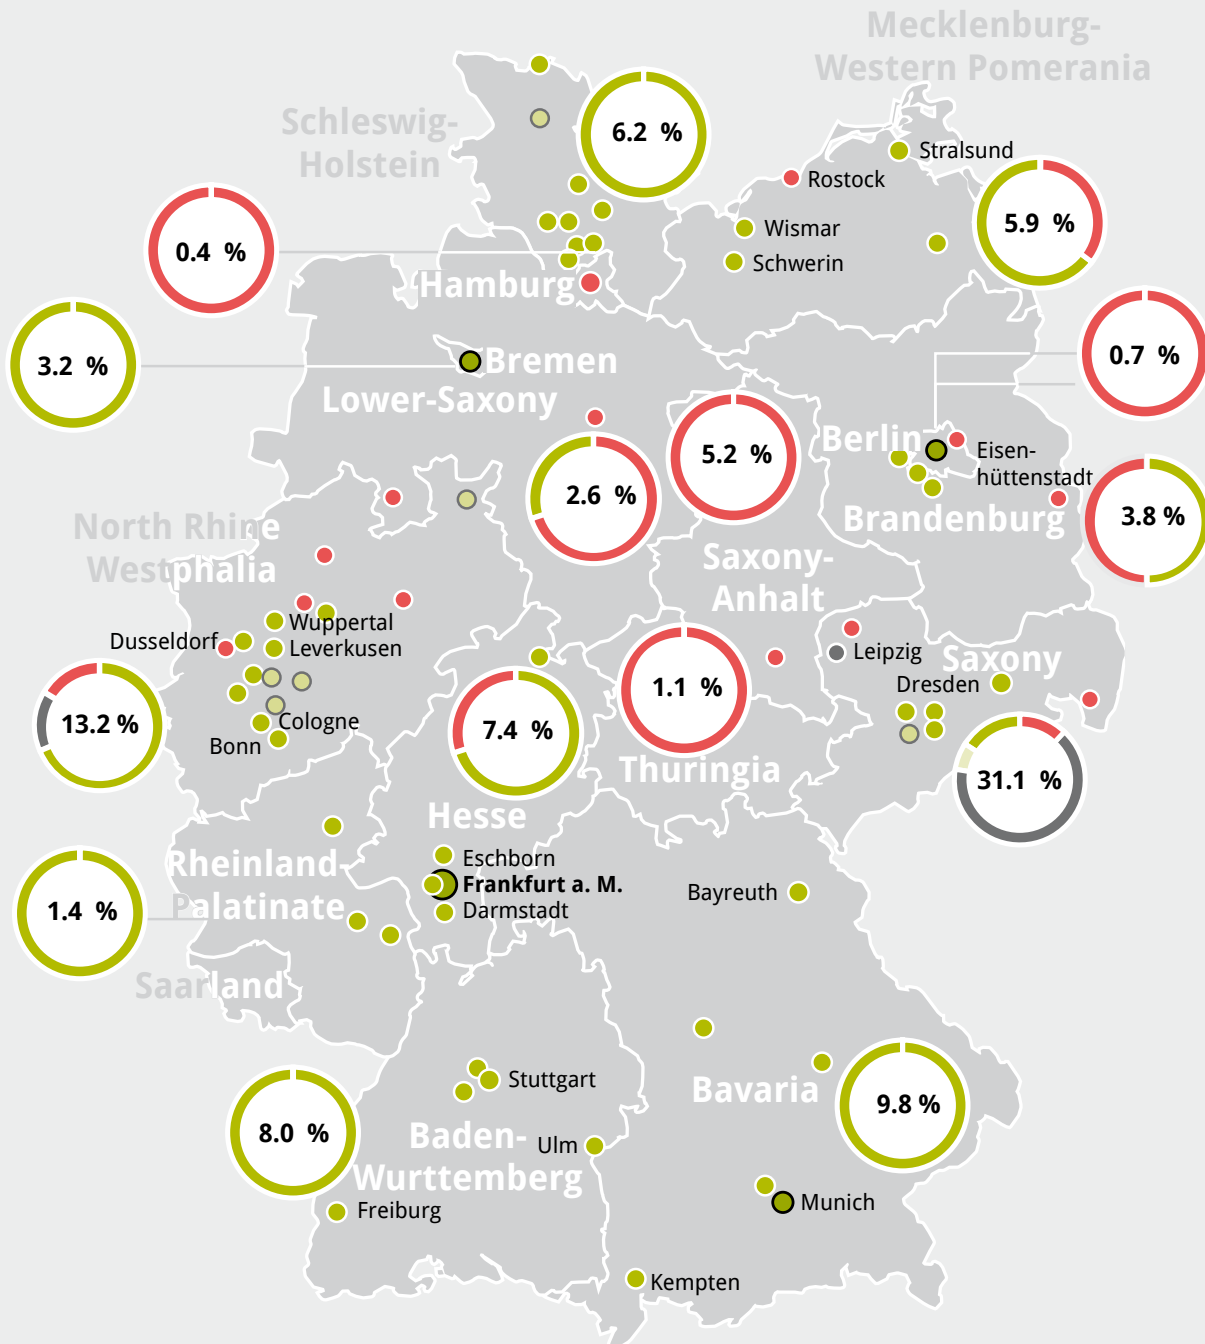 Mecklenburg-
Western Pomerania
Schleswig-
Holstein
6.2 %
Stralsund
Rostock
5.9 %
Wismar
0.4 %
Schwerin
Hamburg
0.7 %
3.2 %
Bremen
Lower-Saxony
5.2 %
Berlin
Eisen-
hüttenstadt
2.6 %
3.8 %
Brandenburg
North Rhine
Westphalia
Saxony-
Anhalt
Wuppertal
Dusseldorf
Leverkusen
Leipzig
Saxony
Dresden
1.1 %
13.2 %
Cologne
Bonn
7.4 %
Thuringia
31.1 %
Hesse
Eschborn
Rheinland-
Palatinate
Frankfurt a. M.
Bayreuth
1.4 %
Darmstadt
Saarland
Stuttgart
Bavaria
9.8 %
8.0 %
Baden-
Wurttemberg
Ulm
Freiburg
Munich
Kempten